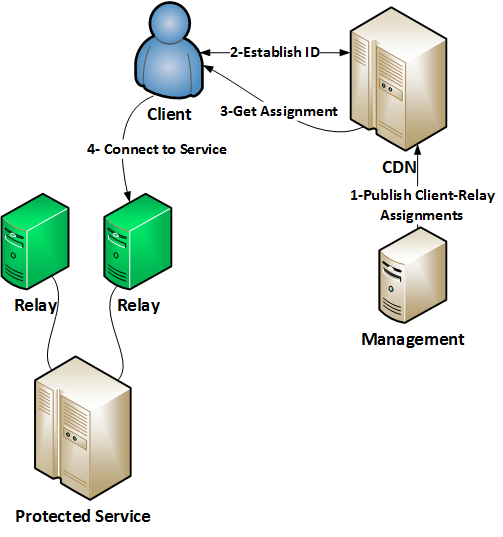 2-Establish ID
Client
3-Get Assignment
4- Connect to Service
CDN
1-Publish Client-Relay
Assignments
Relay
Relay
Management
Protected Service